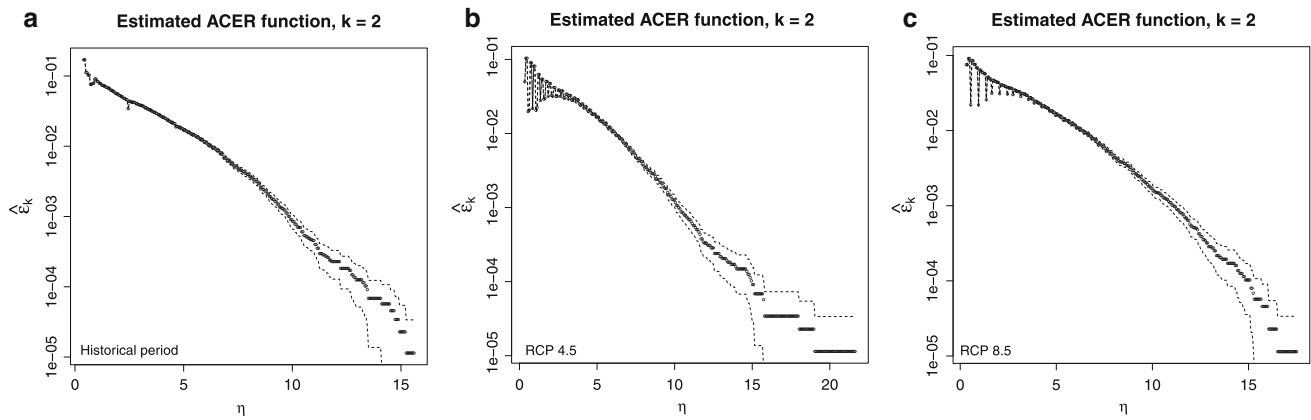 a
Estimated ACER function, k = 2
1e−01
1e−02
1e−03
1e−04
1e−05
ε̂k
Historical period
0 5 10 15
η
b
Estimated ACER function, k = 2
1e−01
1e−02
1e−03
1e−04
1e−05
ε̂k
RCP 4.5
0 5 10 15 20
η
c
Estimated ACER function, k = 2
1e−01
1e−02
1e−03
1e−04
1e−05
ε̂k
RCP 8.5
0 5 10 15
η